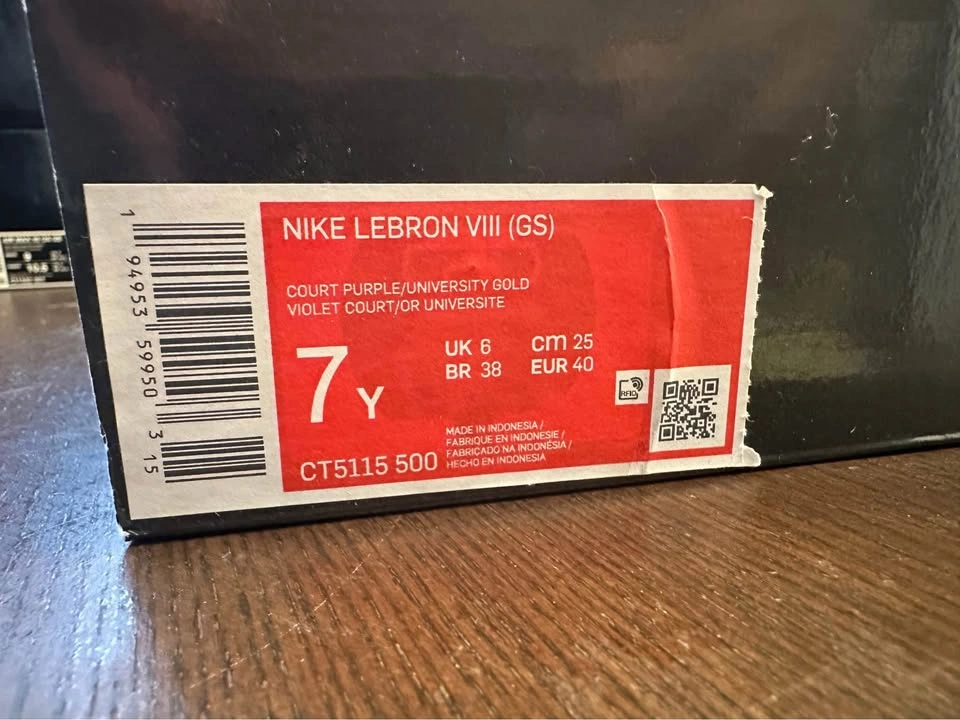 NIKE LEBRON VIII (GS)
COURT PURPLE/UNIVERSITY GOLD
VIOLET COURT/OR UNIVERSITE
7Y
UK 6 cm 25
BR 38 EUR 40
MADE IN INDONESIA /
FABRIQUE EN INDONESIE /
FABRICADO NA INDONÉSIA /
HECHO EN INDONESIA
CT5115 500
RFID
1 94953 59950 3 15